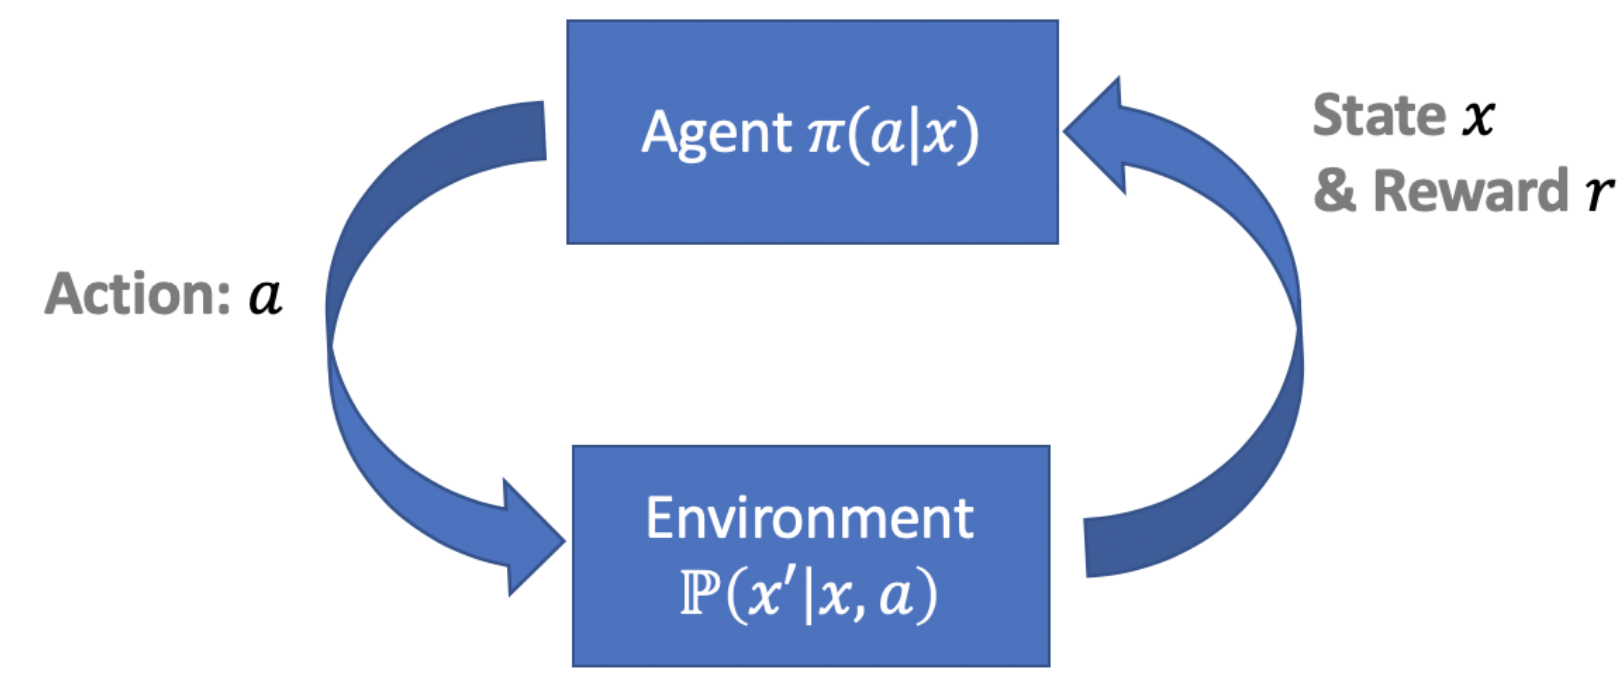 Agent π(a|x)
State x
& Reward r
Action: a
Environment
ℙ(x′|x, a)